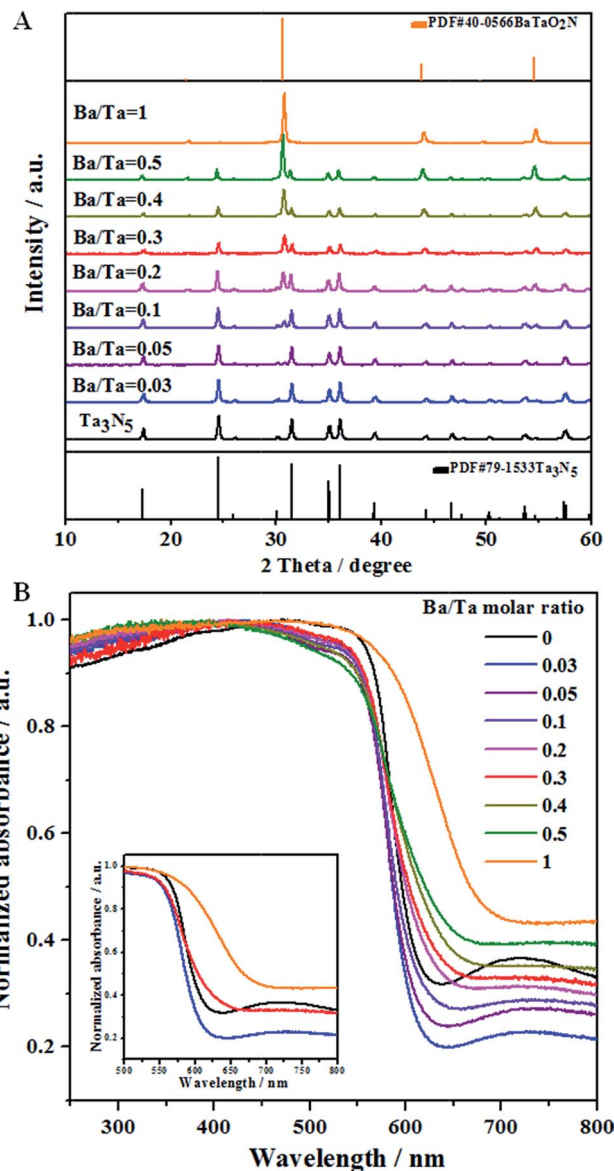 A
PDF#40-0566BaTaO₂N
Ba/Ta=1
Ba/Ta=0.5
Ba/Ta=0.4
Ba/Ta=0.3
Ba/Ta=0.2
Ba/Ta=0.1
Ba/Ta=0.05
Ba/Ta=0.03
Ta₃N₅
PDF#79-1533Ta₃N₅
Intensity / a.u.
10 20 30 40 50 60
2 Theta / degree
B
Ba/Ta molar ratio
0
0.03
0.05
0.1
0.2
0.3
0.4
0.5
1
Normalized absorbance / a.u.
1.0
0.8
0.6
0.4
0.2
Normalized absorbance / a.u.
1.0
0.8
0.6
0.4
0.2
500 550 600 650 700 750 800
Wavelength / nm
300 400 500 600 700 800
Wavelength / nm